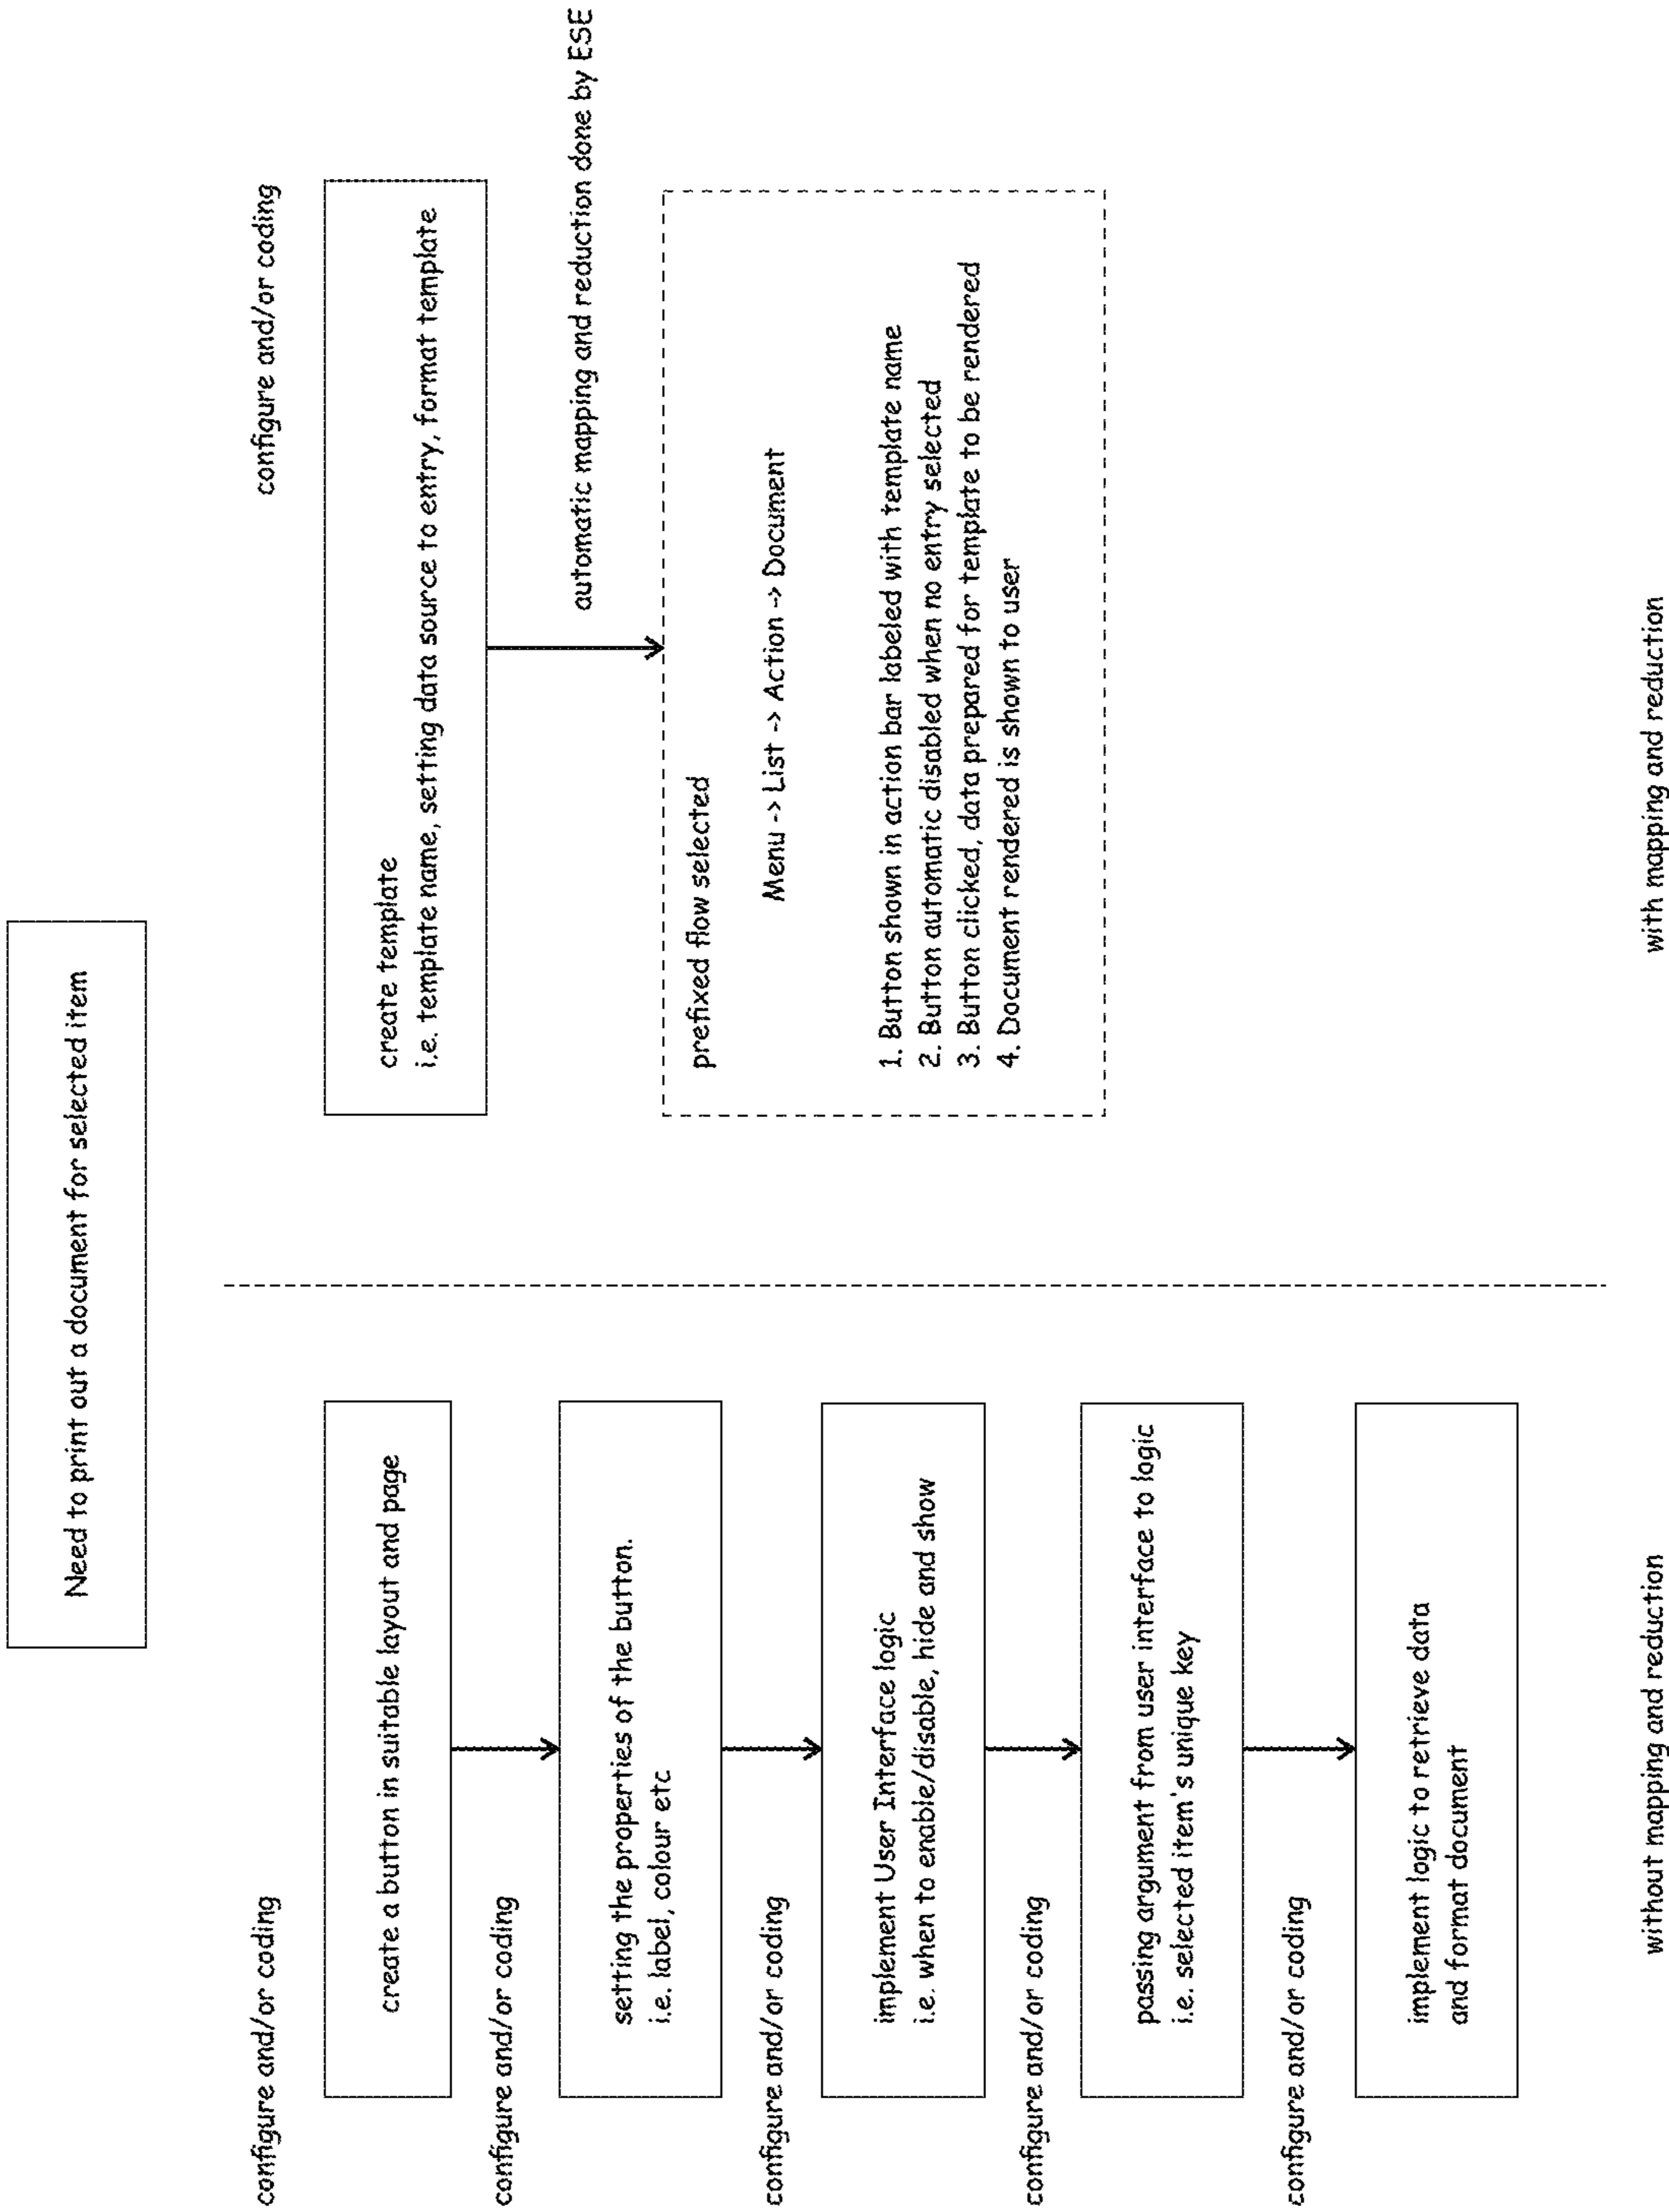 Need to print out a document for selected item
configure and/or coding
create a button in suitable layout and page
configure and/or coding
setting the properties of the button.
i.e. label, colour etc
configure and/or coding
implement User Interface logic
i.e. when to enable/disable, hide and show
configure and/or coding
passing argument from user interface to logic
i.e. selected item's unique key
configure and/or coding
implement logic to retrieve data
and format document
without mapping and reduction
configure and/or coding
create template
i.e. template name, setting data source to entry, format template
automatic mapping and reduction done by ESE
prefixed flow selected
Menu -> List -> Action -> Document
1. Button shown in action bar labeled with template name
2. Button automatic disabled when no entry selected
3. Button clicked, data prepared for template to be rendered
4. Document rendered is shown to user
with mapping and reduction